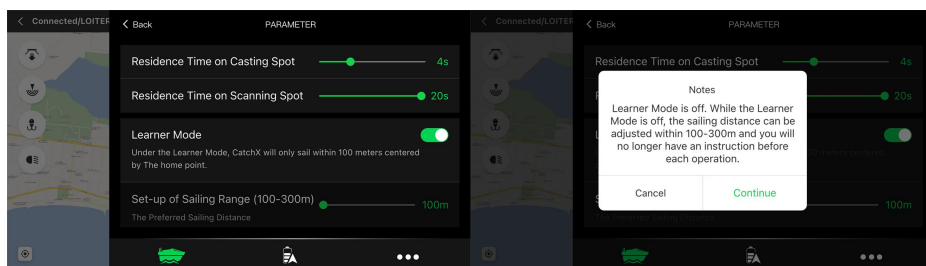 Connected/LOITER
Back
PARAMETER
Residence Time on Casting Spot
4s
Residence Time on Scanning Spot
20s
Learner Mode
Under the Learner Mode, CatchX will only sail within 100 meters centered
by The home point.
Set-up of Sailing Range (100-300m)
100m
The Preferred Sailing Distance
Connected/LOITER
Back
PARAMETER
Residence Time on Casting Spot
4s
20s
Notes
Learner Mode is off. While the Learner
Mode is off, the sailing distance can be
adjusted within 100-300m and you will
no longer have an instruction before
each operation.
Cancel
Continue
100m
The Preferred Sailing Distance